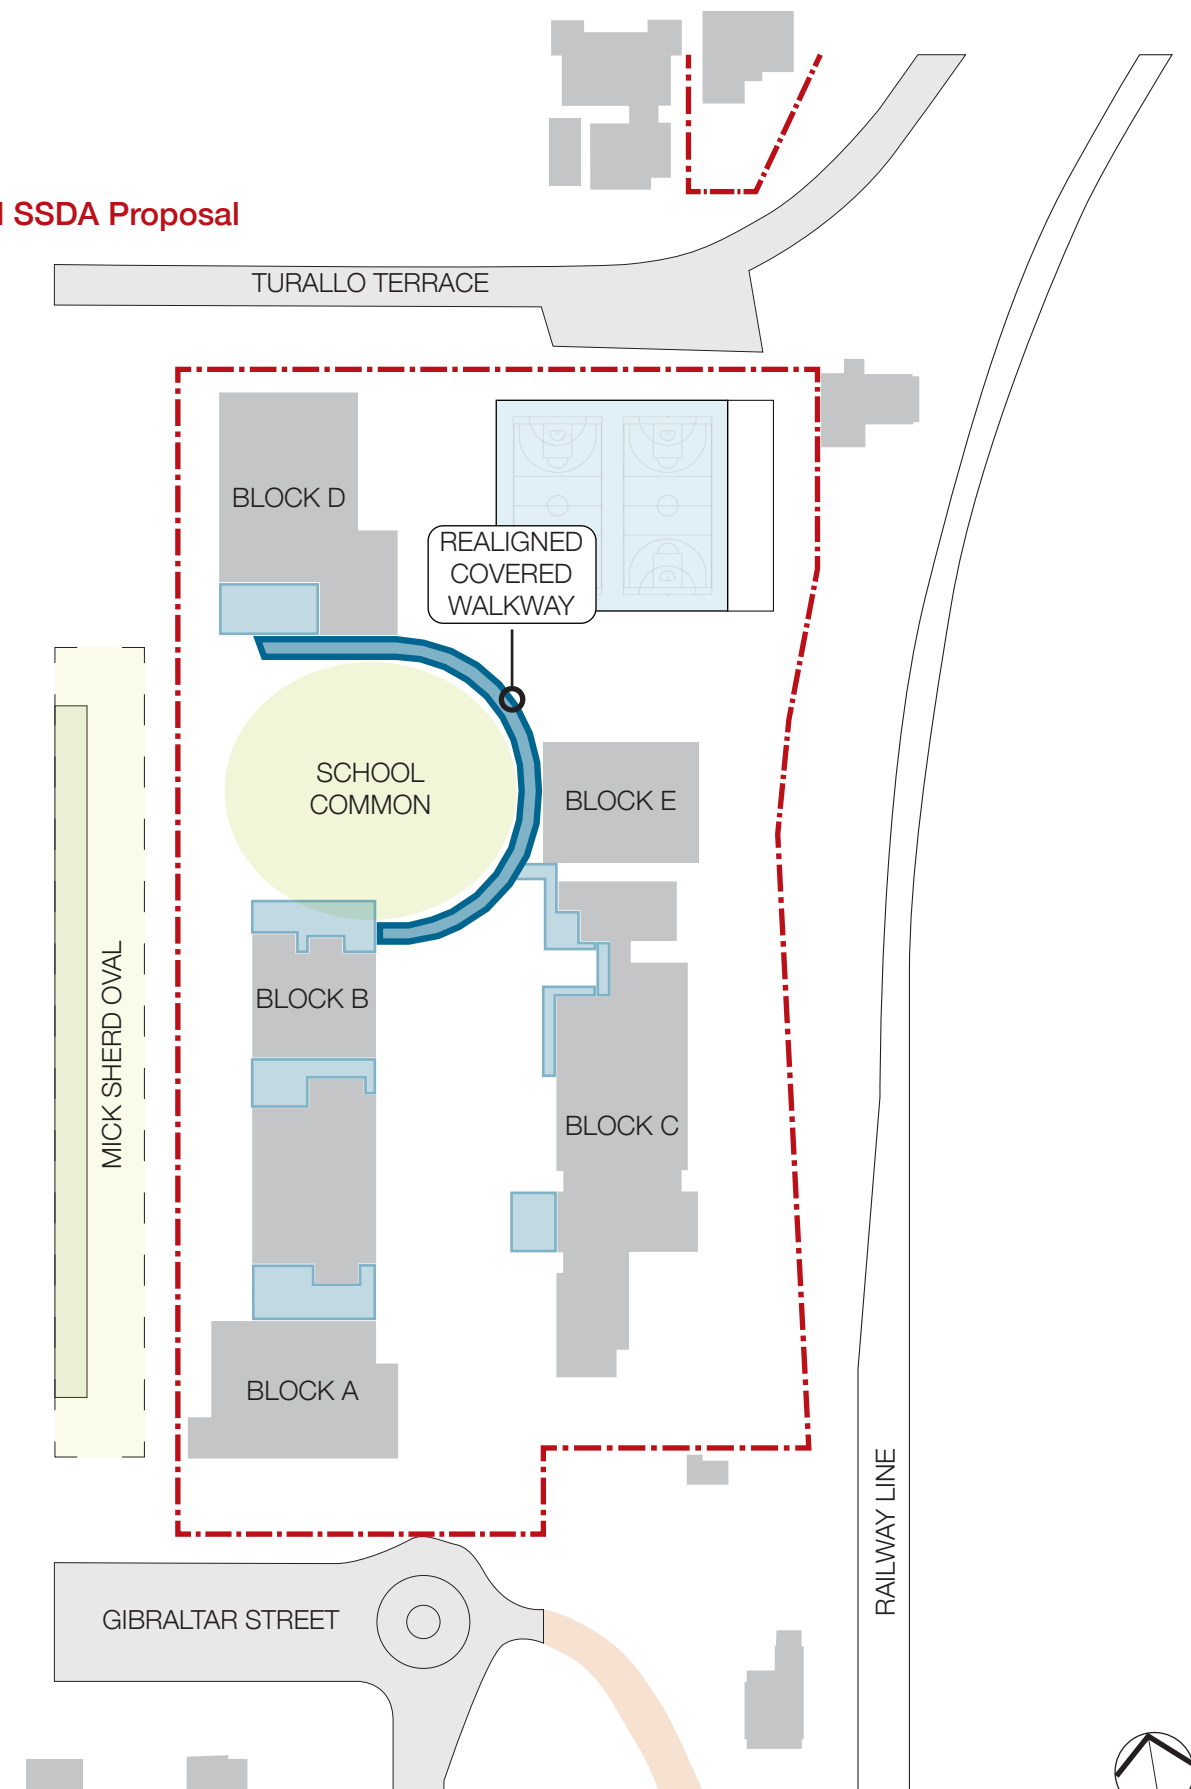 SSDA Proposal
TURALLO TERRACE
BLOCK D
REALIGNED
COVERED
WALKWAY
SCHOOL
COMMON
BLOCK E
MICK SHERD OVAL
BLOCK B
BLOCK C
BLOCK A
RAILWAY LINE
GIBRALTAR STREET